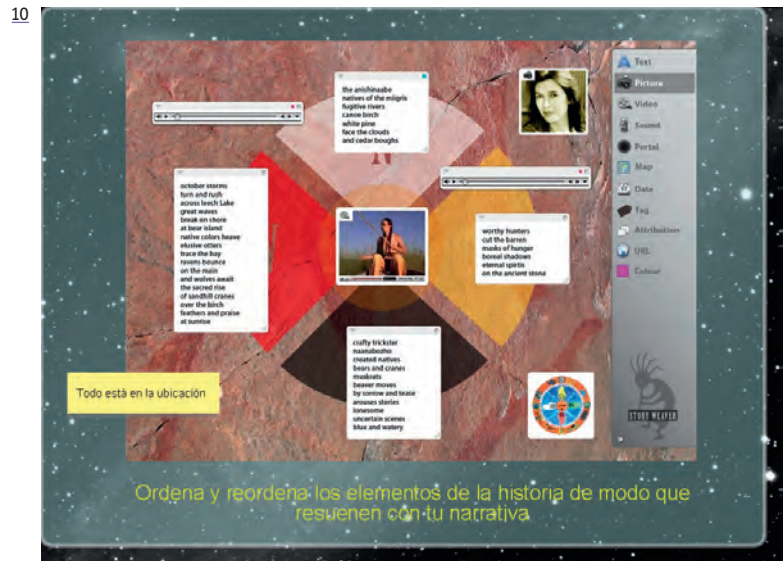 10
the anishinaabe
natives of the miigris
fugitive rivers
canoe birch
white pine
face the clouds
and cedar boughs
october storms
turn and rush
across leech Lake
great waves
break on shore
at bear island
native colors heave
elusive otters
trace the bay
ravens bounce
on the main
and wolves await
the sacred rise
of sandhill cranes
over the birch
feathers and praise
at sunrise
worthy hunters
cut the barren
masks of hunger
boreal shadows
eternal spirtis
on the ancient stone
crafty trickster
naanabozho
created natives
bears and cranes
muskrats
beaver moves
by sorrow and tease
arouses stories
lonesome
uncertain scenes
blue and watery
Text
Picture
Video
Sound
Portel
Map
Date
Tag
Attribution
URL
Colour
STORY WEAVER
Todo está en la ubicación
Ordena y reordena los elementos de la historia de modo que
resuenen con tu narrativa